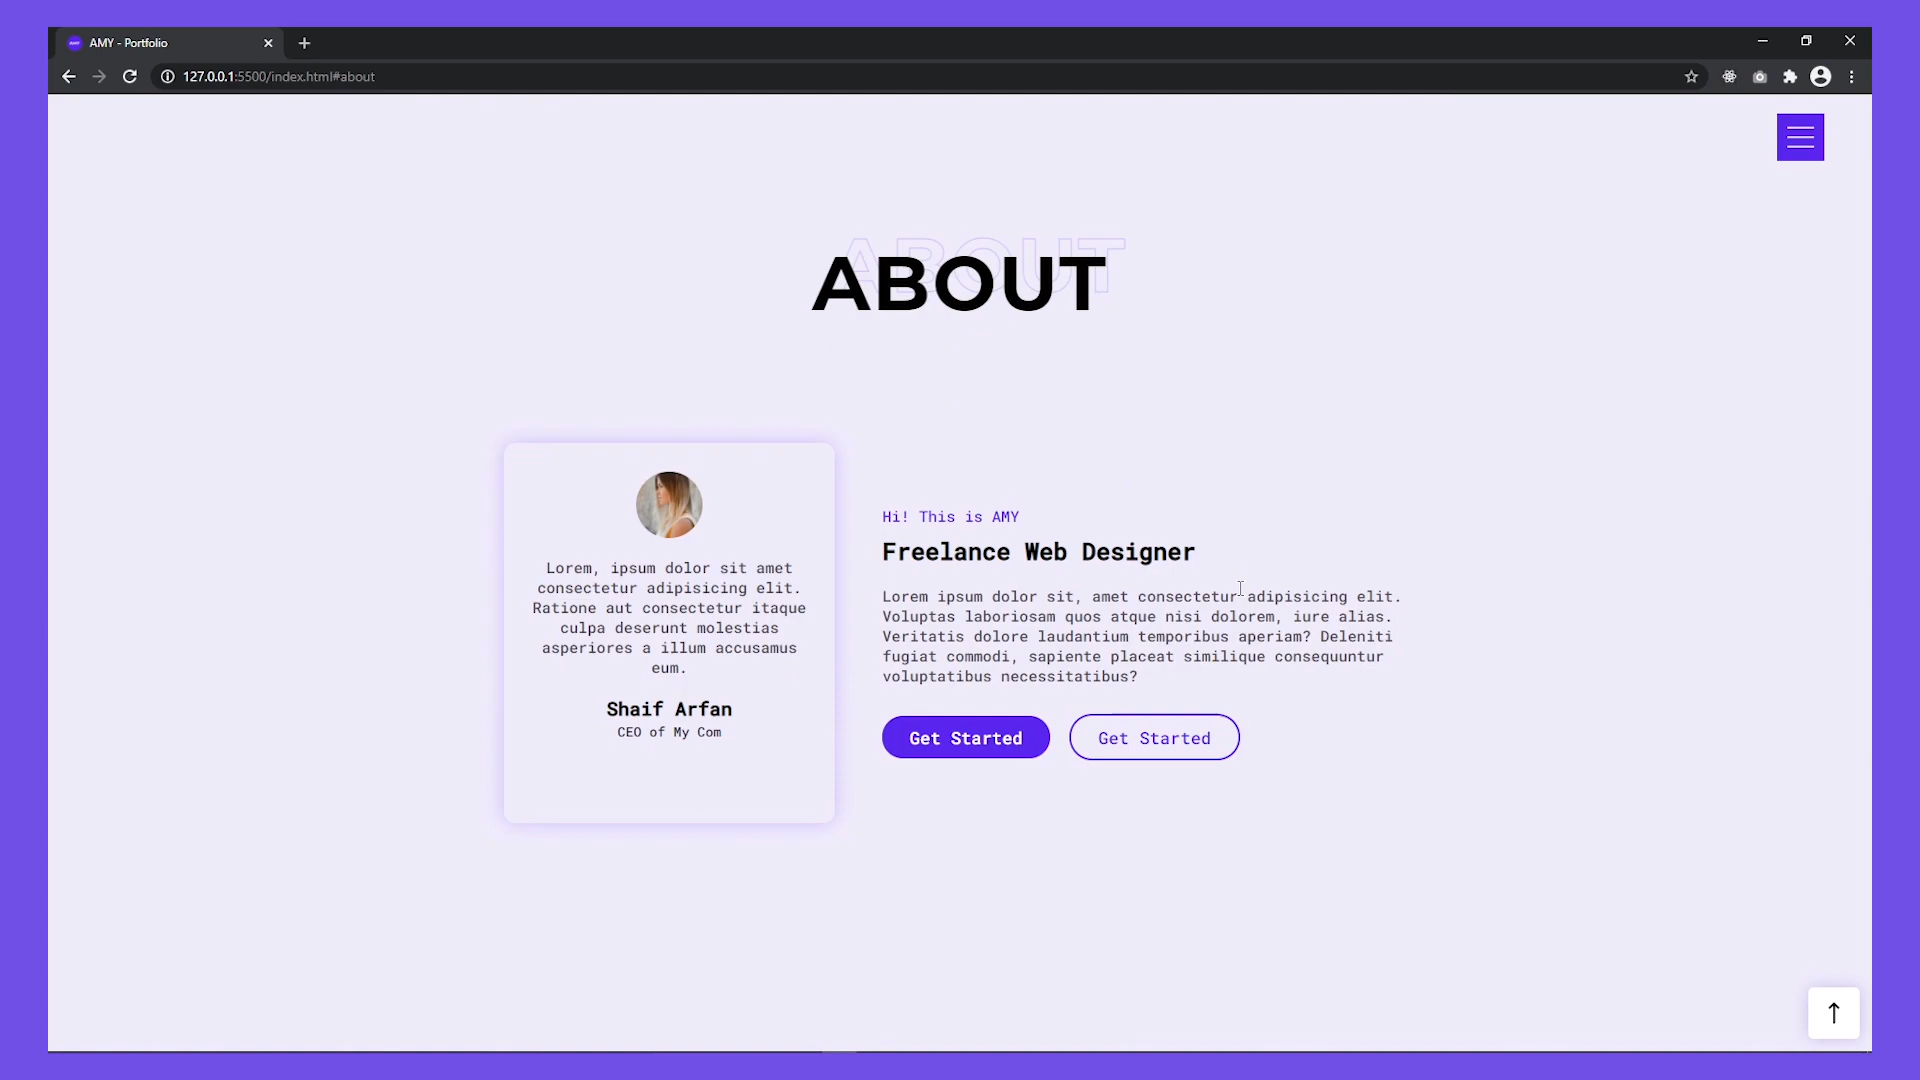 AMY - Portfolio
127.0.0.1:5500/index.html#about
ABOUT
ABOUT
Lorem, ipsum dolor sit amet
consectetur adipisicing elit.
Ratione aut consectetur itaque
culpa deserunt molestias
asperiores a illum accusamus
eum.
Shaif Arfan
CEO of My Com
Hi! This is AMY
Freelance Web Designer
Lorem ipsum dolor sit, amet consectetur adipisicing elit.
Voluptas laboriosam quos atque nisi dolorem, iure alias.
Veritatis dolore laudantium temporibus aperiam? Deleniti
fugiat commodi, sapiente placeat similique consequuntur
voluptatibus necessitatibus?
Get Started
Get Started